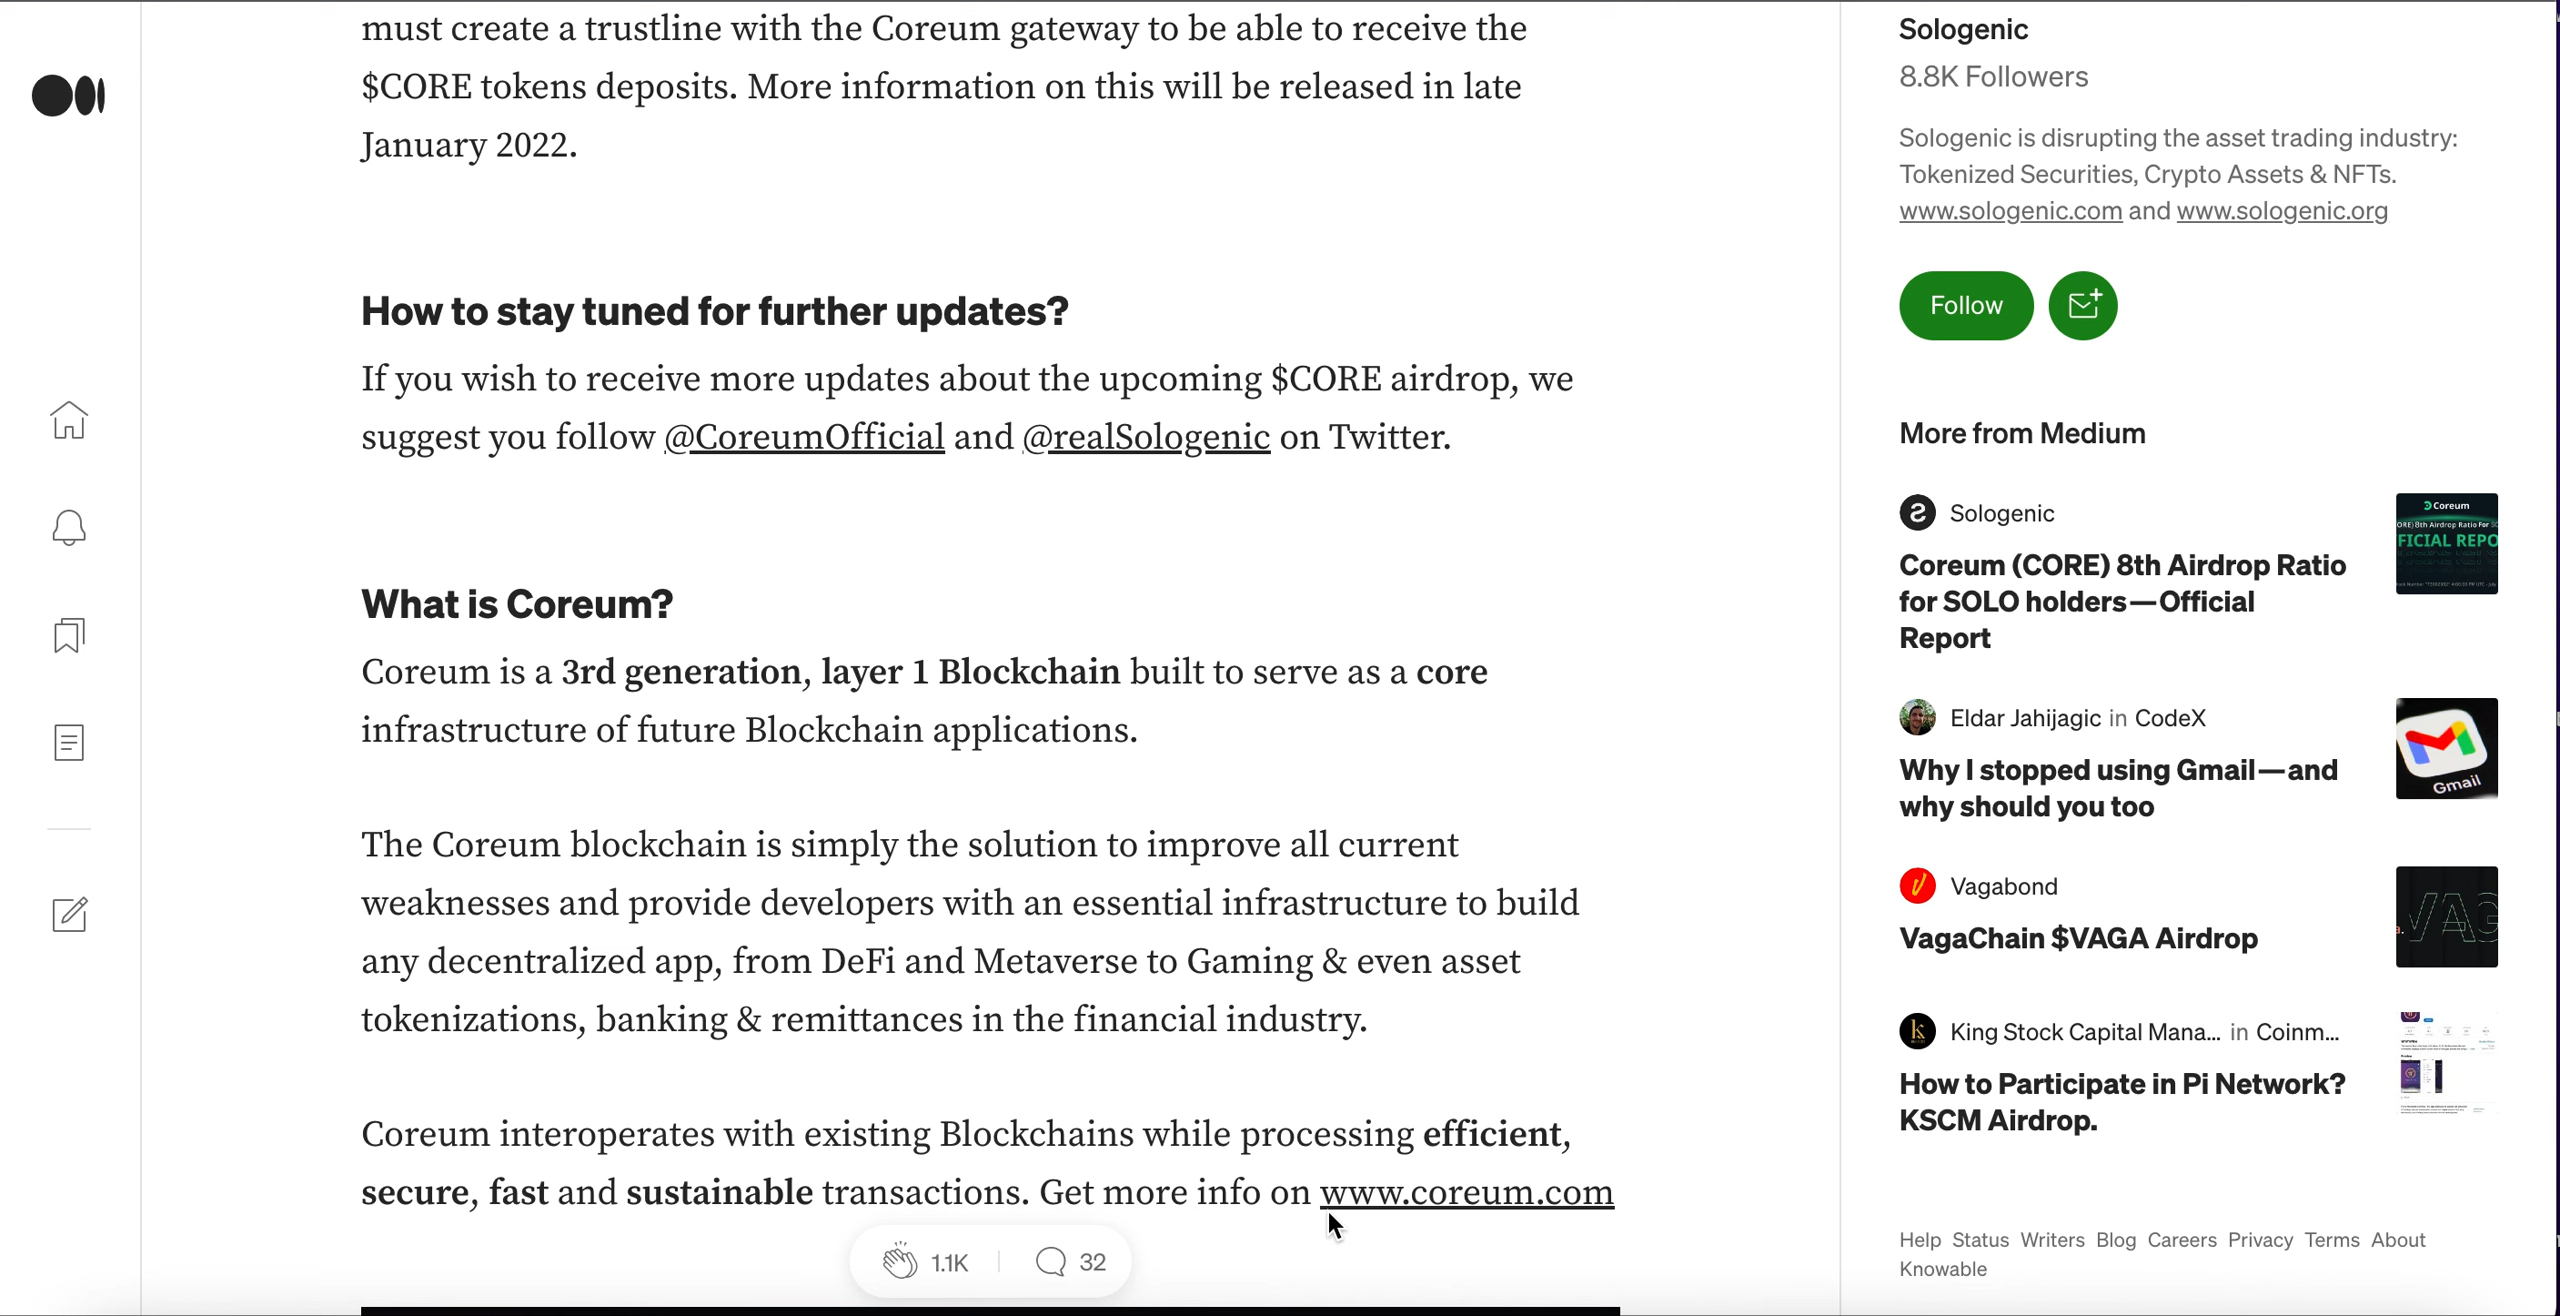 must create a trustline with the Coreum gateway to be able to receive the
$CORE tokens deposits. More information on this will be released in late
January 2022.
How to stay tuned for further updates?
If you wish to receive more updates about the upcoming $CORE airdrop, we
suggest you follow @CoreumOfficial and @realSologenic on Twitter.
What is Coreum?
Coreum is a 3rd generation, layer 1 Blockchain built to serve as a core
infrastructure of future Blockchain applications.
The Coreum blockchain is simply the solution to improve all current
weaknesses and provide developers with an essential infrastructure to build
any decentralized app, from DeFi and Metaverse to Gaming & even asset
tokenizations, banking & remittances in the financial industry.
Coreum interoperates with existing Blockchains while processing efficient,
secure, fast and sustainable transactions. Get more info on www.coreum.com
1.1K
32
Sologenic
8.8K Followers
Sologenic is disrupting the asset trading industry:
Tokenized Securities, Crypto Assets & NFTs.
www.sologenic.com and www.sologenic.org
Follow
More from Medium
Sologenic
Coreum (CORE) 8th Airdrop Ratio
for SOLO holders — Official
Report
Coreum
ORE) 8th Airdrop Ratio For
FICIAL REPO
Eldar Jahijagic in CodeX
Why I stopped using Gmail — and
why should you too
Gmail
Vagabond
VagaChain $VAGA Airdrop
VAG
King Stock Capital Mana... in Coinm...
How to Participate in Pi Network?
KSCM Airdrop.
Help Status Writers Blog Careers Privacy Terms About
Knowable